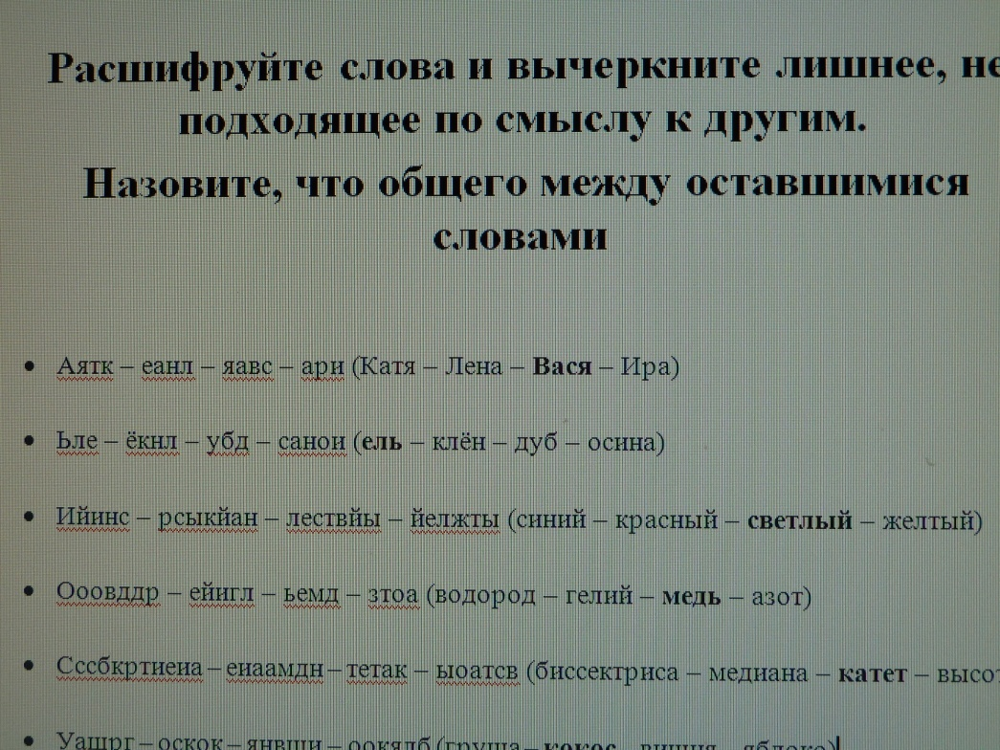 Расшифруйте слова и вычеркните лишнее, не
подходящее по смыслу к другим.
Назовите, что общего между оставшимися
словами
• Аятк – еанл – яавс – ари (Катя – Лена – Вася – Ира)
• Ьле – ёкнл – убд – санои (ель – клён – дуб – осина)
• Ийинс – рсыкйан – лествйы – йелжты (синий – красный – светлый – желтый)
• Ооовддр – ейигл – ьемд – зтоа (водород – гелий – медь – азот)
• Сссбкртиеиа – еиаамдн – тетак – ыоатсв (биссектриса – медиана – катет – высот
• Уашрг – оскок – янвши – оокялб (груша – кокос – вишня – яблоко)